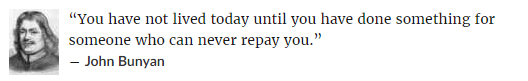 “You have not lived today until you have done something for
someone who can never repay you.”
― John Bunyan